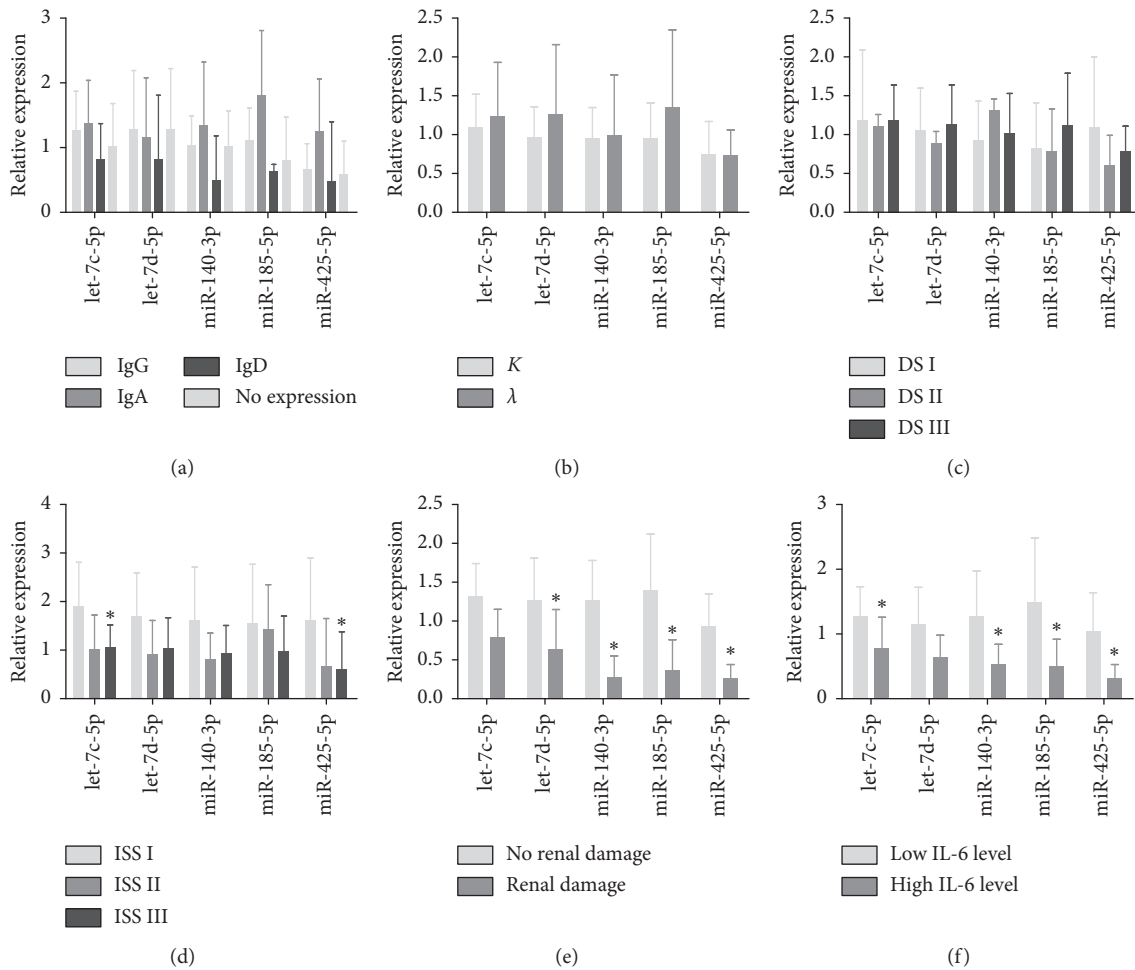 Relative expression
3
2
1
0
let-7c-5p
let-7d-5p
miR-140-3p
miR-185-5p
miR-425-5p
IgG
IgD
IgA
No expression
(a)
Relative expression
2.5
2.0
1.5
1.0
0.5
0.0
let-7c-5p
let-7d-5p
miR-140-3p
miR-185-5p
miR-425-5p
K
λ
(b)
Relative expression
2.5
2.0
1.5
1.0
0.5
0.0
let-7c-5p
let-7d-5p
miR-140-3p
miR-185-5p
miR-425-5p
DS I
DS II
DS III
(c)
Relative expression
4
3
2
1
0
* *
let-7c-5p
let-7d-5p
miR-140-3p
miR-185-5p
miR-425-5p
ISS I
ISS II
ISS III
(d)
Relative expression
2.5
2.0
1.5
1.0
0.5
0.0
* * * *
let-7c-5p
let-7d-5p
miR-140-3p
miR-185-5p
miR-425-5p
No renal damage
Renal damage
(e)
Relative expression
3
2
1
0
* * * *
let-7c-5p
let-7d-5p
miR-140-3p
miR-185-5p
miR-425-5p
Low IL-6 level
High IL-6 level
(f)